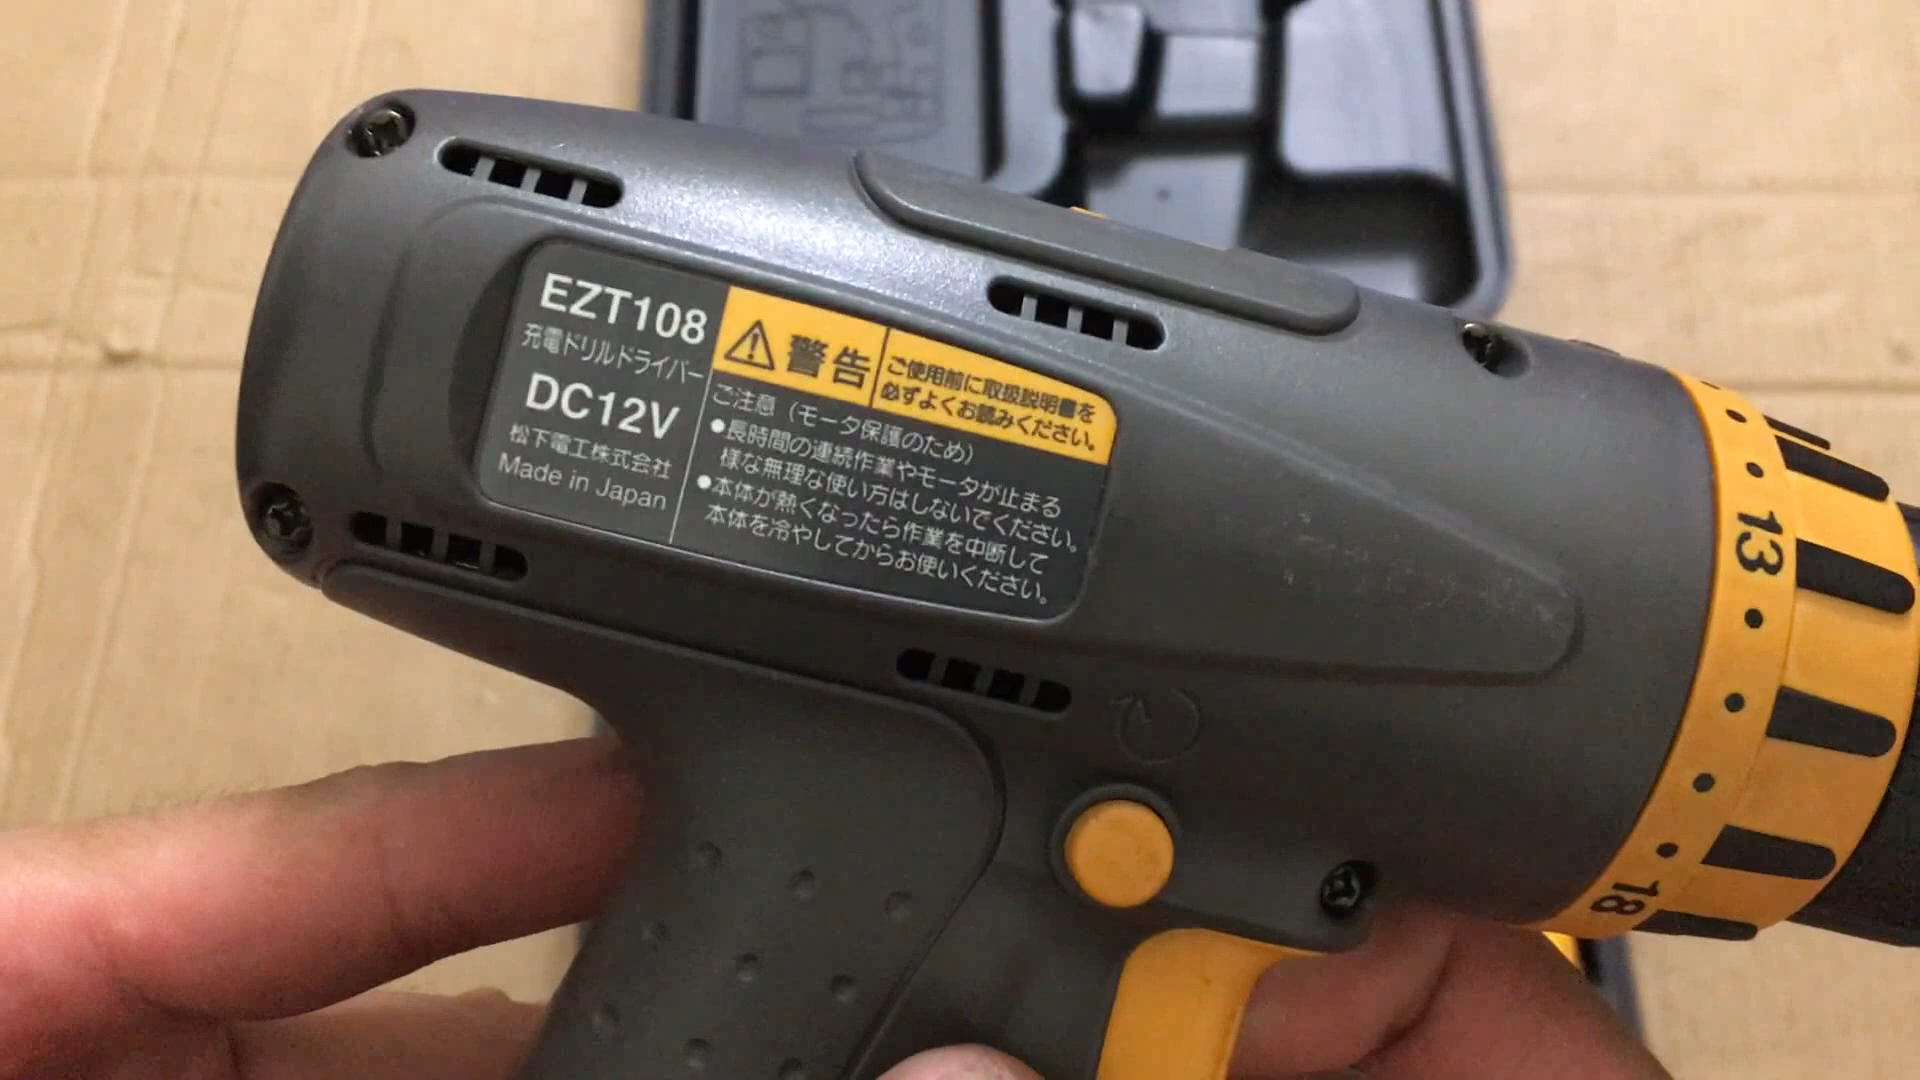 EZT108
充電ドリルドライバー
DC12V
松下電工株式会社
Made in Japan
警告
ご使用前に取扱説明書を
必ずよくお読みください。
ご注意（モータ保護のため）
●長時間の連続作業やモータが止まる
様な無理な使い方はしないでください。
●本体が熱くなったら作業を中断して
本体を冷やしてからお使いください。
13
18